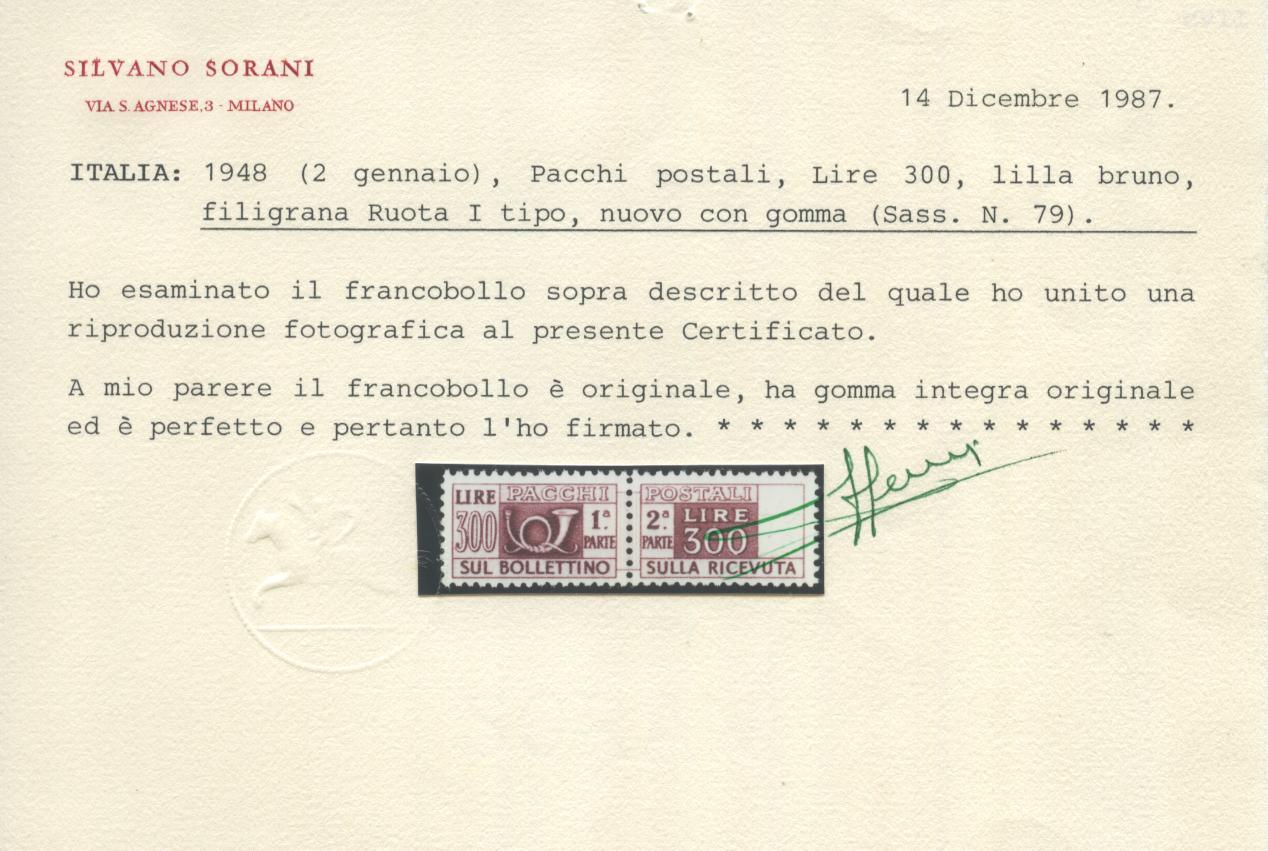 SILVANO SORANI
VIA S. AGNESE, 3 - MILANO
14 Dicembre 1987.
ITALIA: 1948 (2 gennaio), Pacchi postali, Lire 300, lilla bruno,
filigrana Ruota I tipo, nuovo con gomma (Sass. N. 79).
Ho esaminato il francobollo sopra descritto del quale ho unito una
riproduzione fotografica al presente Certificato.
A mio parere il francobollo è originale, ha gomma integra originale
ed è perfetto e pertanto l'ho firmato. * * * * * * * * * * * * * * *
LIRE 300 PACCHI 1ª PARTE
SUL BOLLETTINO
POSTALI 2ª PARTE LIRE 300
SULLA RICEVUTA